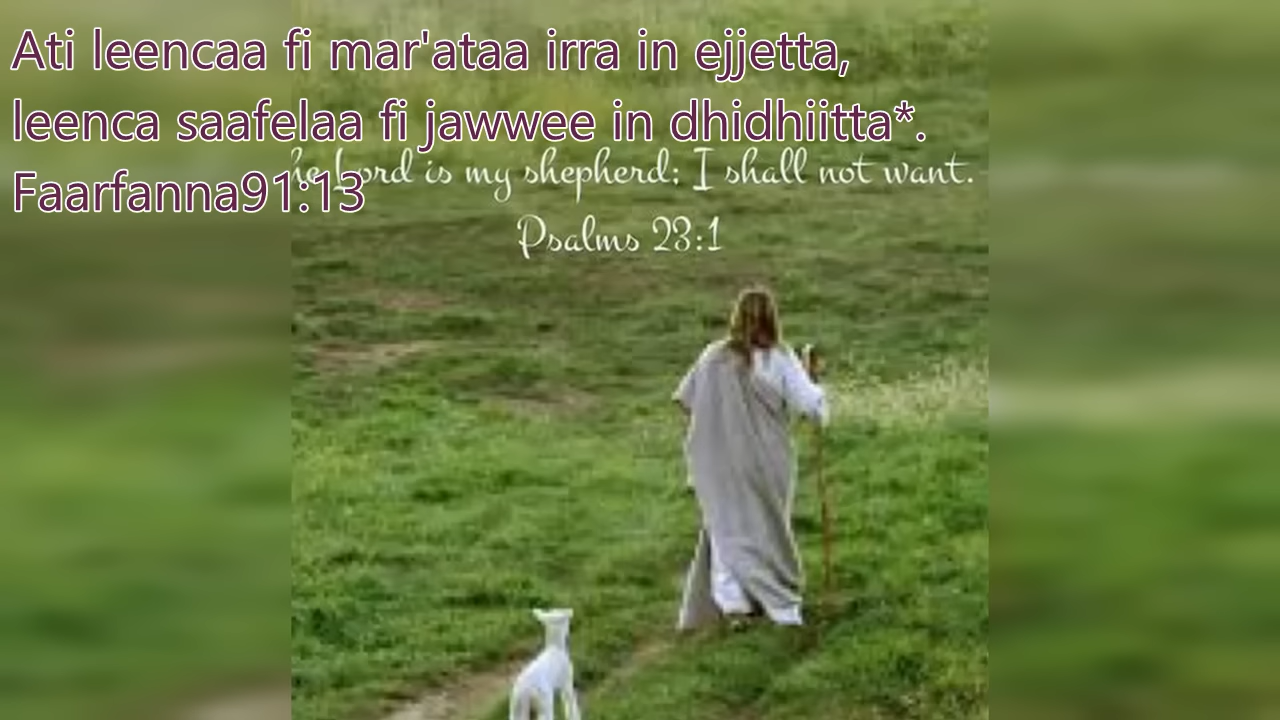 Ati leencaa fi mar'ataa irra in ejjetta,
leenca saafelaa fi jawwee in dhidhiitta*.
Faarfanna91:13
Lord is my shepherd; I shall not want.
Psalms 23:1